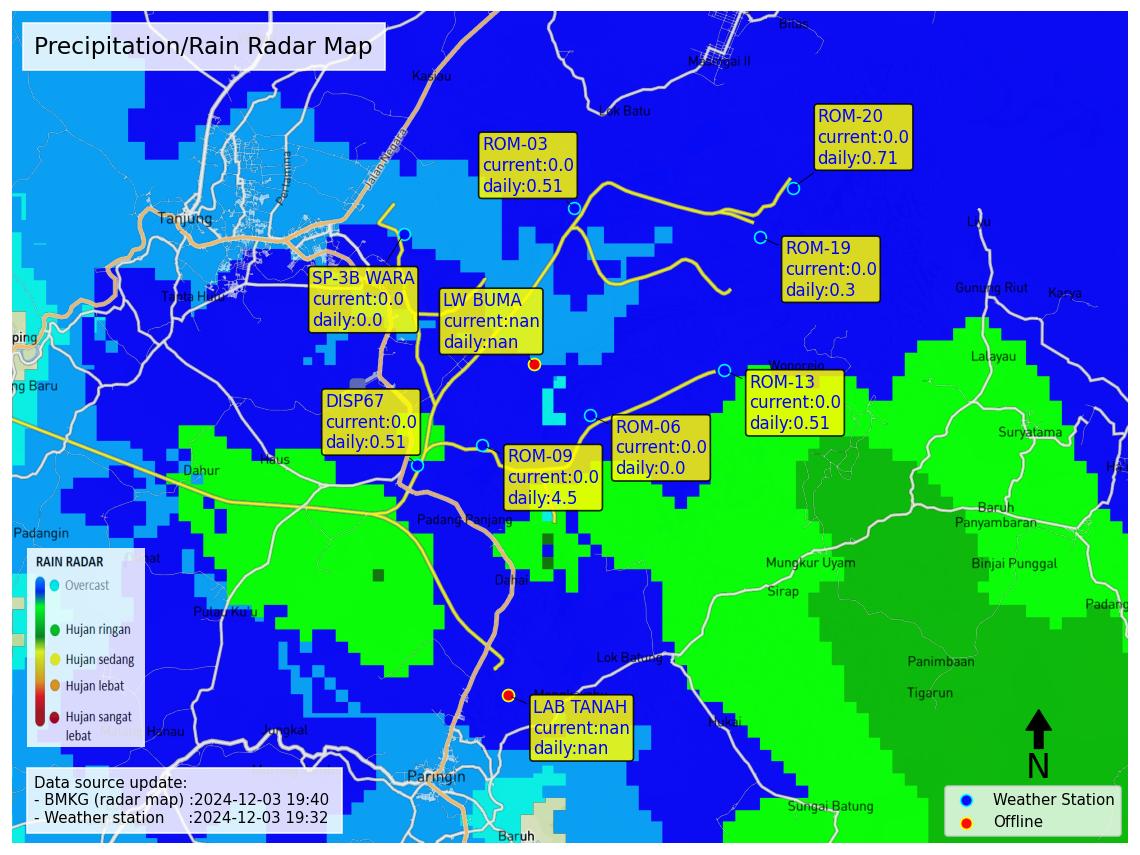 Precipitation/Rain Radar Map
Bilas
Masingai II
Kasiau
Lok Batu
ROM-20
current:0.0
daily:0.71
ROM-03
current:0.0
daily:0.51
Jalan Negara
Tanjung
Liyu
ROM-19
current:0.0
daily:0.3
SP-3B WARA
current:0.0
daily:0.0
LW BUMA
current:nan
daily:nan
Gunung Riut
Karya
ping
Lalayau
Wonorejo
ng Baru
ROM-13
current:0.0
daily:0.51
DISP67
current:0.0
daily:0.51
ROM-06
current:0.0
daily:0.0
Suryatama
ROM-09
current:0.0
daily:4.5
Haus
Dahur
Baruh
Panyambaran
Padang Panjang
Padangin
Mungkur Uyam
Binjai Punggal
Dahai
Sirap
Padang
Pulau Ku'u
RAIN RADAR
Overcast
Hujan ringan
Hujan sedang
Hujan lebat
Hujan sangat
lebat
Lok Batung
Panimbaan
Tigarun
LAB TANAH
current:nan
daily:nan
Hukai
Hanau
Jungkal
N
Paringin
Data source update:
- BMKG (radar map) :2024-12-03 19:40
- Weather station :2024-12-03 19:32
Sungai Batung
Weather Station
Offline
Baruh